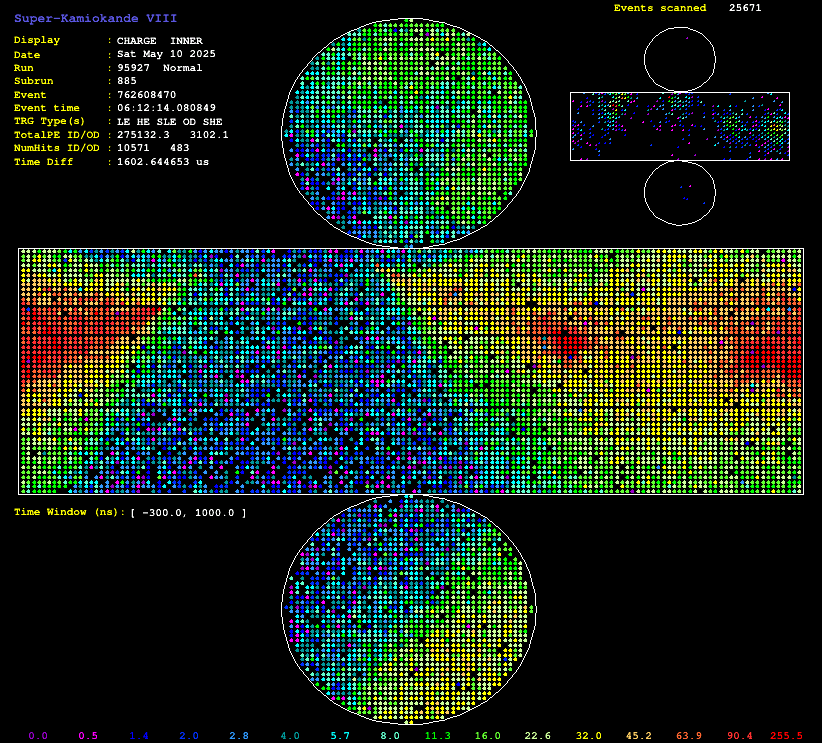 Super-Kamiokande VIII
Events scanned 25671
Display : CHARGE INNER
Date : Sat May 10 2025
Run : 95927 Normal
Subrun : 885
Event : 762608470
Event time : 06:12:14.080849
TRG Type(s) : LE HE SLE OD SHE
TotalPE ID/OD : 275132.3 3102.1
NumHits ID/OD : 10571 483
Time Diff : 1602.644653 us
Time Window (ns): [ -300.0, 1000.0 ]
0.0 0.5 1.4 2.0 2.8 4.0 5.7 8.0 11.3 16.0 22.6 32.0 45.2 63.9 90.4 255.5